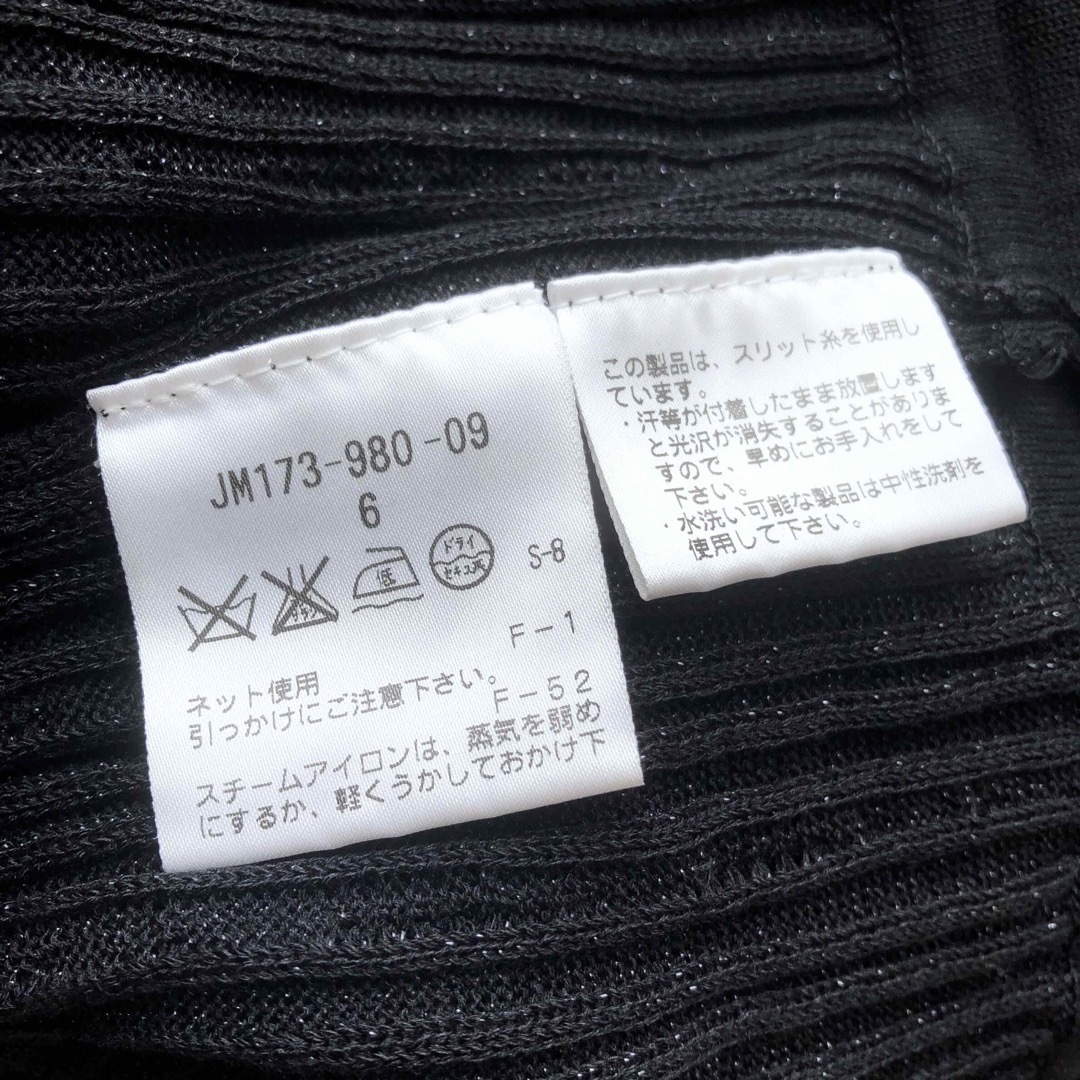 JM173-980-09
6
低
ドライ
セキユ系
S-8
F-1
ネット使用
引っかけにご注意下さい。
F-52
スチームアイロンは、蒸気を弱め
にするか、軽くうかしておかけ下
この製品は、スリット糸を使用し
ています。
・汗等が付着したまま放置します
と光沢が消失することがありま
すので、早めにお手入れをして
下さい。
・水洗い可能な製品は中性洗剤を
使用して下さい。